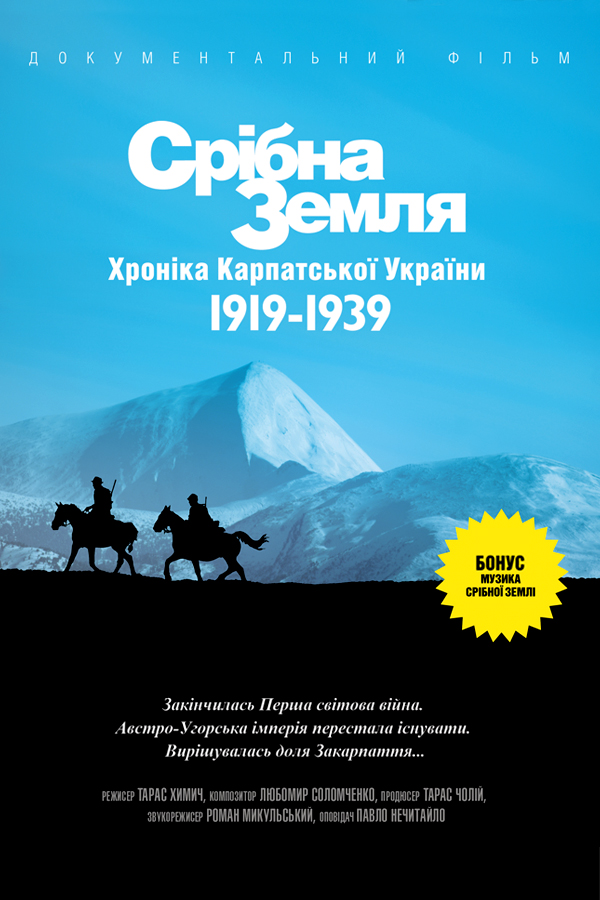 ДОКУМЕНТАЛЬНИЙ ФІЛЬМ
Срібна
Земля
Хроніка Карпатської України
1919-1939
БОНУС
МУЗИКА
СРІБНОЇ ЗЕМЛІ
Закінчилась Перша світова війна.
Австро-Угорська імперія перестала існувати.
Вирішувалась доля Закарпаття...
РЕЖИСЕР ТАРАС ХИМИЧ, КОМПОЗИТОР ЛЮБОМИР СОЛОМЧЕНКО, ПРОДЮСЕР ТАРАС ЧОЛІЙ,
ЗВУКОРЕЖИСЕР РОМАН МИКУЛЬСЬКИЙ, ОПОВІДАЧ ПАВЛО НЕЧИТАЙЛО